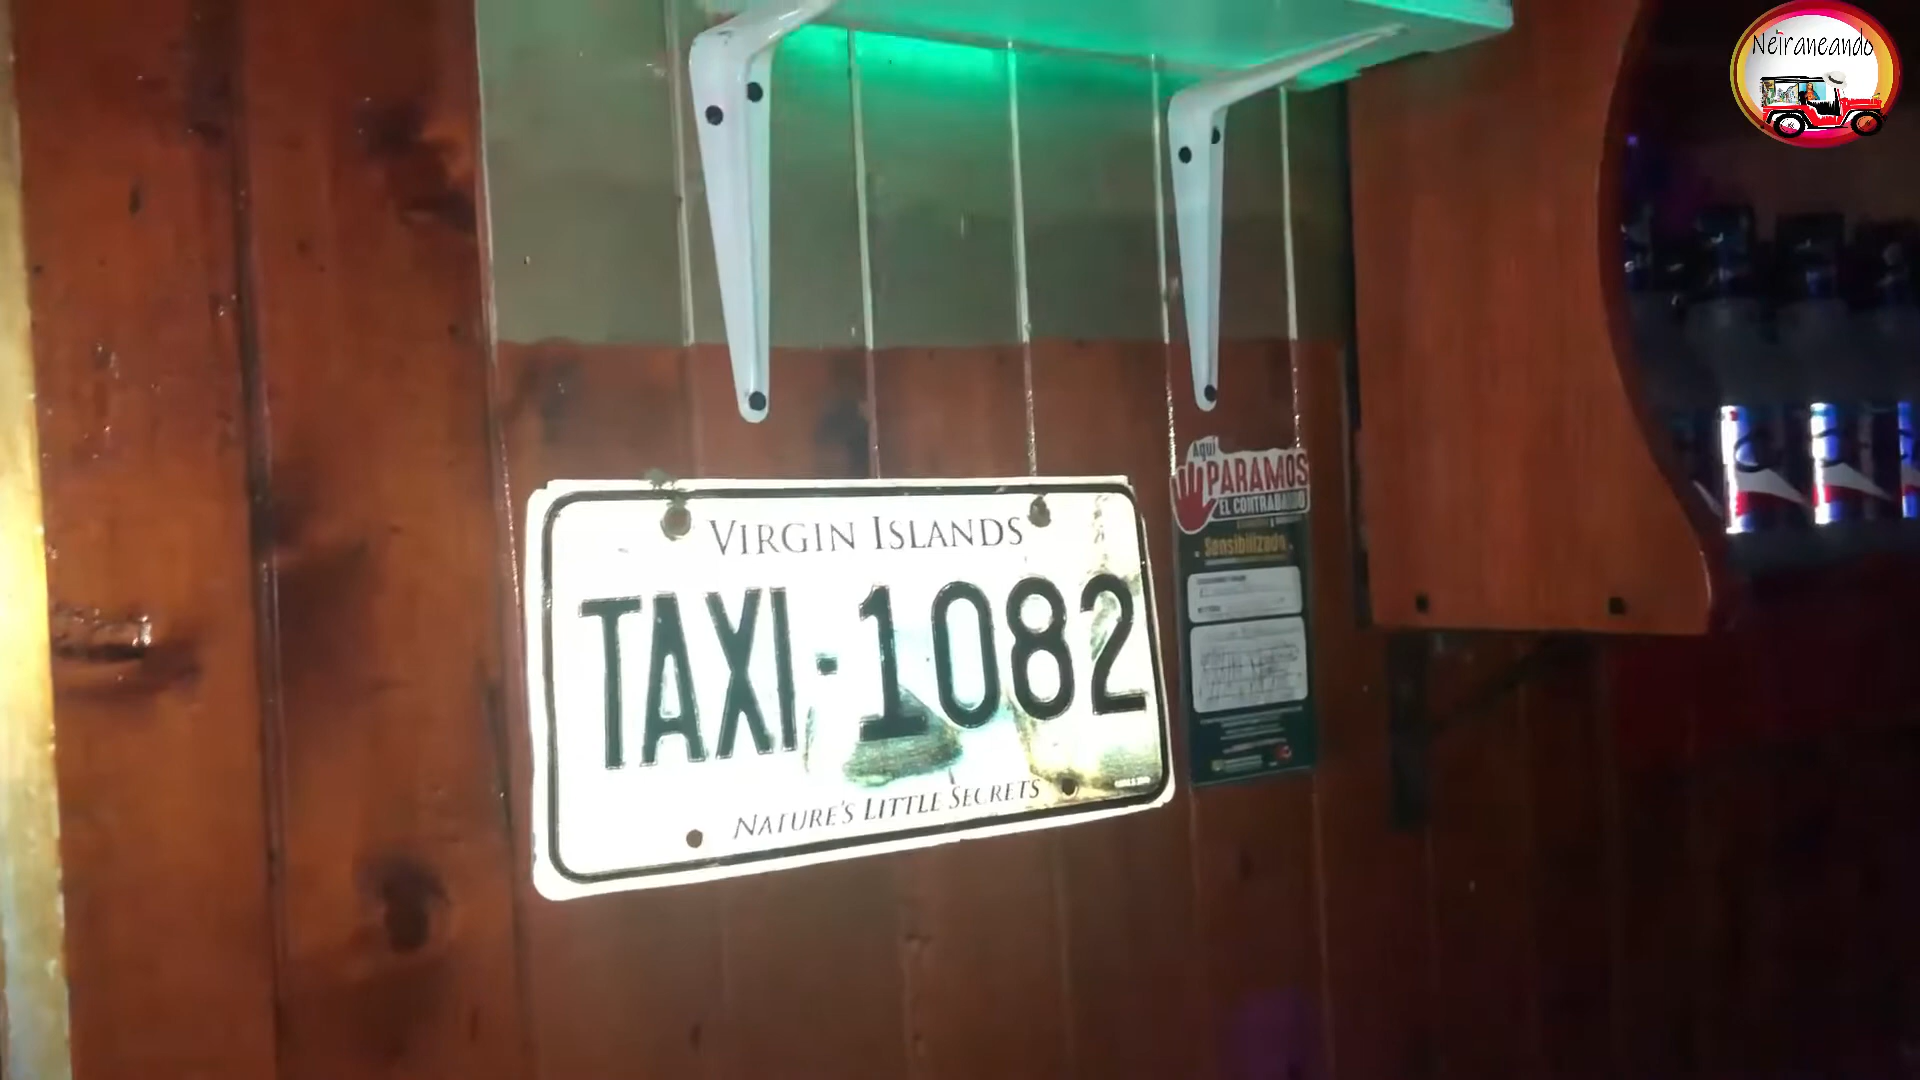 Neiraneando
VIRGIN ISLANDS
TAXI·1082
NATURE'S LITTLE SECRETS
Aquí
PARAMOS
EL CONTRABANDO
Sensibilizado